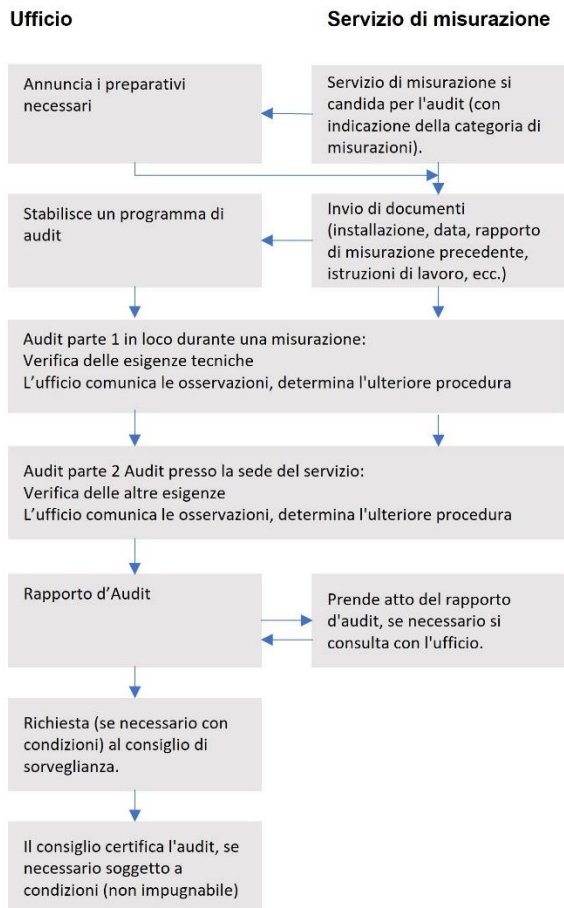 Ufficio
Servizio di misurazione
Annuncia i preparativi
necessari
Servizio di misurazione si
candida per l'audit (con
indicazione della categoria di
misurazioni).
Stabilisce un programma di
audit
Invio di documenti
(installazione, data, rapporto
di misurazione precedente,
istruzioni di lavoro, ecc.)
Audit parte 1 in loco durante una misurazione:
Verifica delle esigenze tecniche
L’ufficio comunica le osservazioni, determina l'ulteriore procedura
Audit parte 2 Audit presso la sede del servizio:
Verifica delle altre esigenze
L’ufficio comunica le osservazioni, determina l'ulteriore procedura
Rapporto d’Audit
Prende atto del rapporto
d'audit, se necessario si
consulta con l'ufficio.
Richiesta (se necessario con
condizioni) al consiglio di
sorveglianza.
Il consiglio certifica l'audit, se
necessario soggetto a
condizioni (non impugnabile)